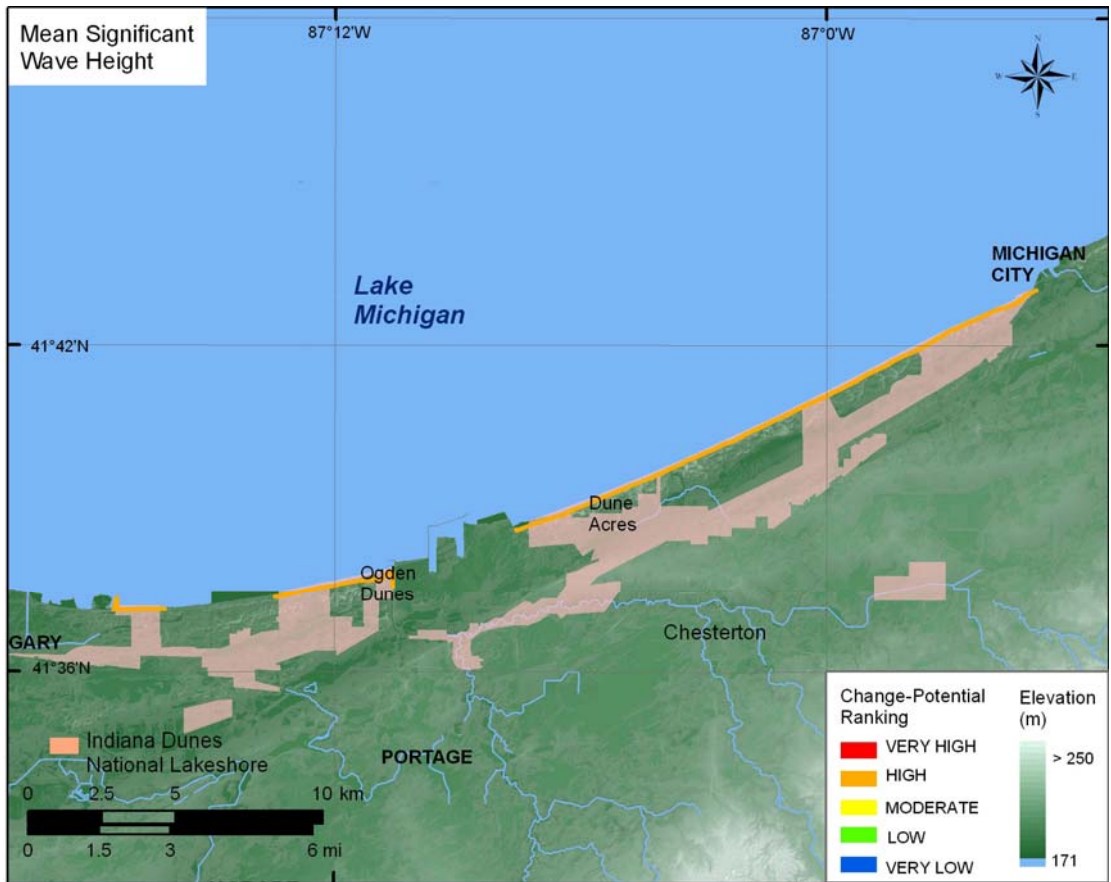 Mean Significant
Wave Height
87°12'W
87°0'W
N
W
E
S
MICHIGAN
CITY
Lake
Michigan
41°42'N
Dune
Acres
Ogden
Dunes
GARY
41°36'N
Chesterton
PORTAGE
Indiana Dunes
National Lakeshore
0 2.5 5 10 km
0 1.5 3 6 mi
Change-Potential
Ranking
VERY HIGH
HIGH
MODERATE
LOW
VERY LOW
Elevation
(m)
> 250
171